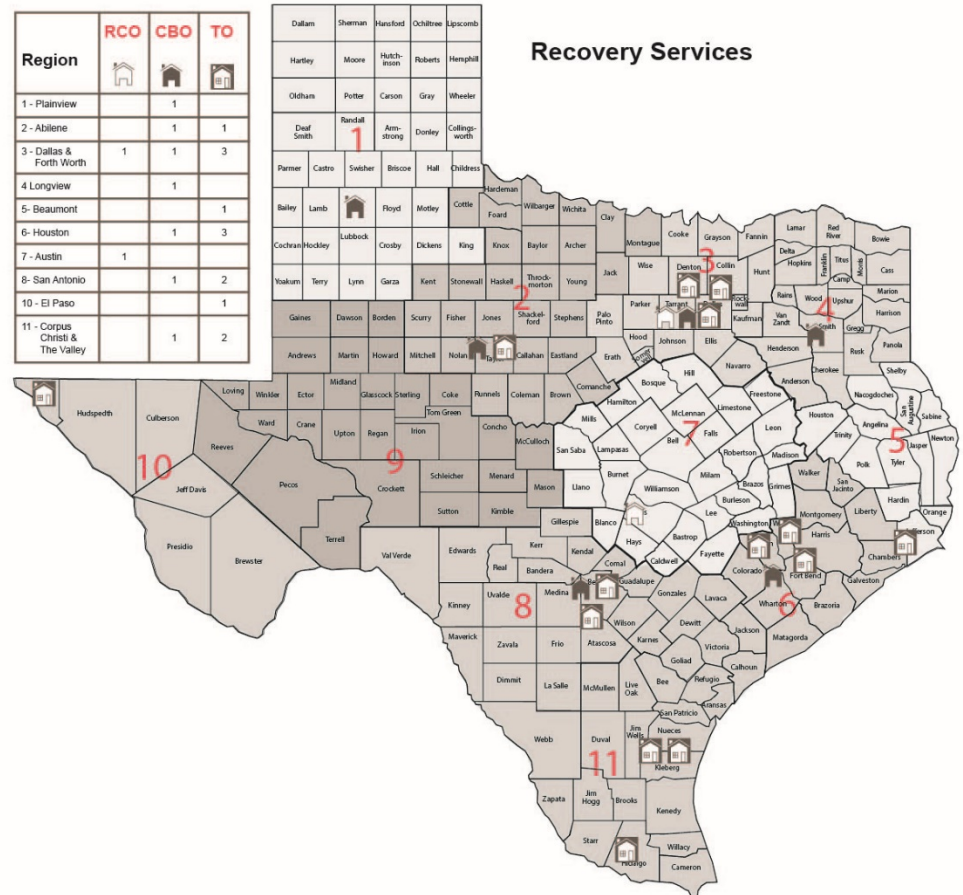 Recovery Services
Region RCO CBO TO
1 - Plainview 1
2 - Abilene 1 1
3 - Dallas &
Forth Worth 1 1 3
4 Longview 1
5- Beaumont 1
6- Houston 1 3
7 - Austin 1
8- San Antonio 1 2
10 - El Paso 1
11 - Corpus
Christi &
The Valley 1 2
Dallam Sherman Hansford Ochiltree Lipscomb
Hartley Moore Hutch-
inson Roberts Hemphill
Oldham Potter Carson Gray Wheeler
Deaf
Smith Randall Arm-
strong Donley Collings-
worth
1
Parmer Castro Swisher Briscoe Hall Childress
Bailey Lamb Floyd Motley Cottle Hardeman
Foard Wilbarger Wichita Clay Montague Cooke Grayson Fannin Lamar Red
River Bowie
Cochran Hockley Lubbock Crosby Dickens King Knox Baylor Archer Jack Wise Denton Collin Hunt Delta Hopkins Franklin Tites Camp Morris Cass
3
Yoakum Terry Lynn Garza Kent Stonewall Haskell Throck-
morton Young Parker Tarrant Rock-
wall Kaufman Rains Wood Upshur Marion
2 4
Gaines Dawson Borden Scurry Fisher Jones Shackel-
ford Stephens Palo
Pinto Hood Johnson Ellis Van
Zandt Smith Gregg Harrison
Andrews Martin Howard Mitchell Nolan Callahan Eastland Erath Navarro Henderson Rusk Panola
Loving Winkler Ector Midland Glasscock Sterling Coke Runnels Coleman Brown Comanche Bosque Hill Freestone Anderson Cherokee Shelby
Hudspeth Culberson Reeves Ward Crane Upton Regan Tom Green Irion Concho McCulloch Mills Hamilton McLennan Limestone Leon Houston Nacogdoches San
Augustine Sabine
Coryell Bell Falls 7 Angelina Newton
10 9 5
San Saba Lampasas Robertson Madison Trinity Polk Tyler Jasper
Jeff Davis Pecos Crockett Schleicher Menard Mason Llano Burnet Williamson Milam Brazos Grimes Walker San
Jacinto Hardin
Presidio Brewster Terrell Sutton Kimble Gillespie Blanco Hays Lee Burleson Washington Montgomery Liberty Orange
Val Verde Edwards Kerr Kendal Comal Caldwell Bastrop Fayette Harris Chambers
Real Bandera Guadalupe Colorado Fort Bend Galveston
Kinney Uvalde Medina 8 Wilson Gonzales Lavaca Wharton 6 Brazoria
Maverick Zavala Frio Atascosa Karnes Dewitt Jackson Matagorda
Dimmit La Salle McMullen Live
Oak Goliad Victoria Calhoun
Bee Refugio Aransas
San Patricio
Webb Duval Jim
Wells Nueces
11 Kleberg
Zapata Jim
Hogg Brooks Kenedy
Starr Hidalgo Willacy
Cameron